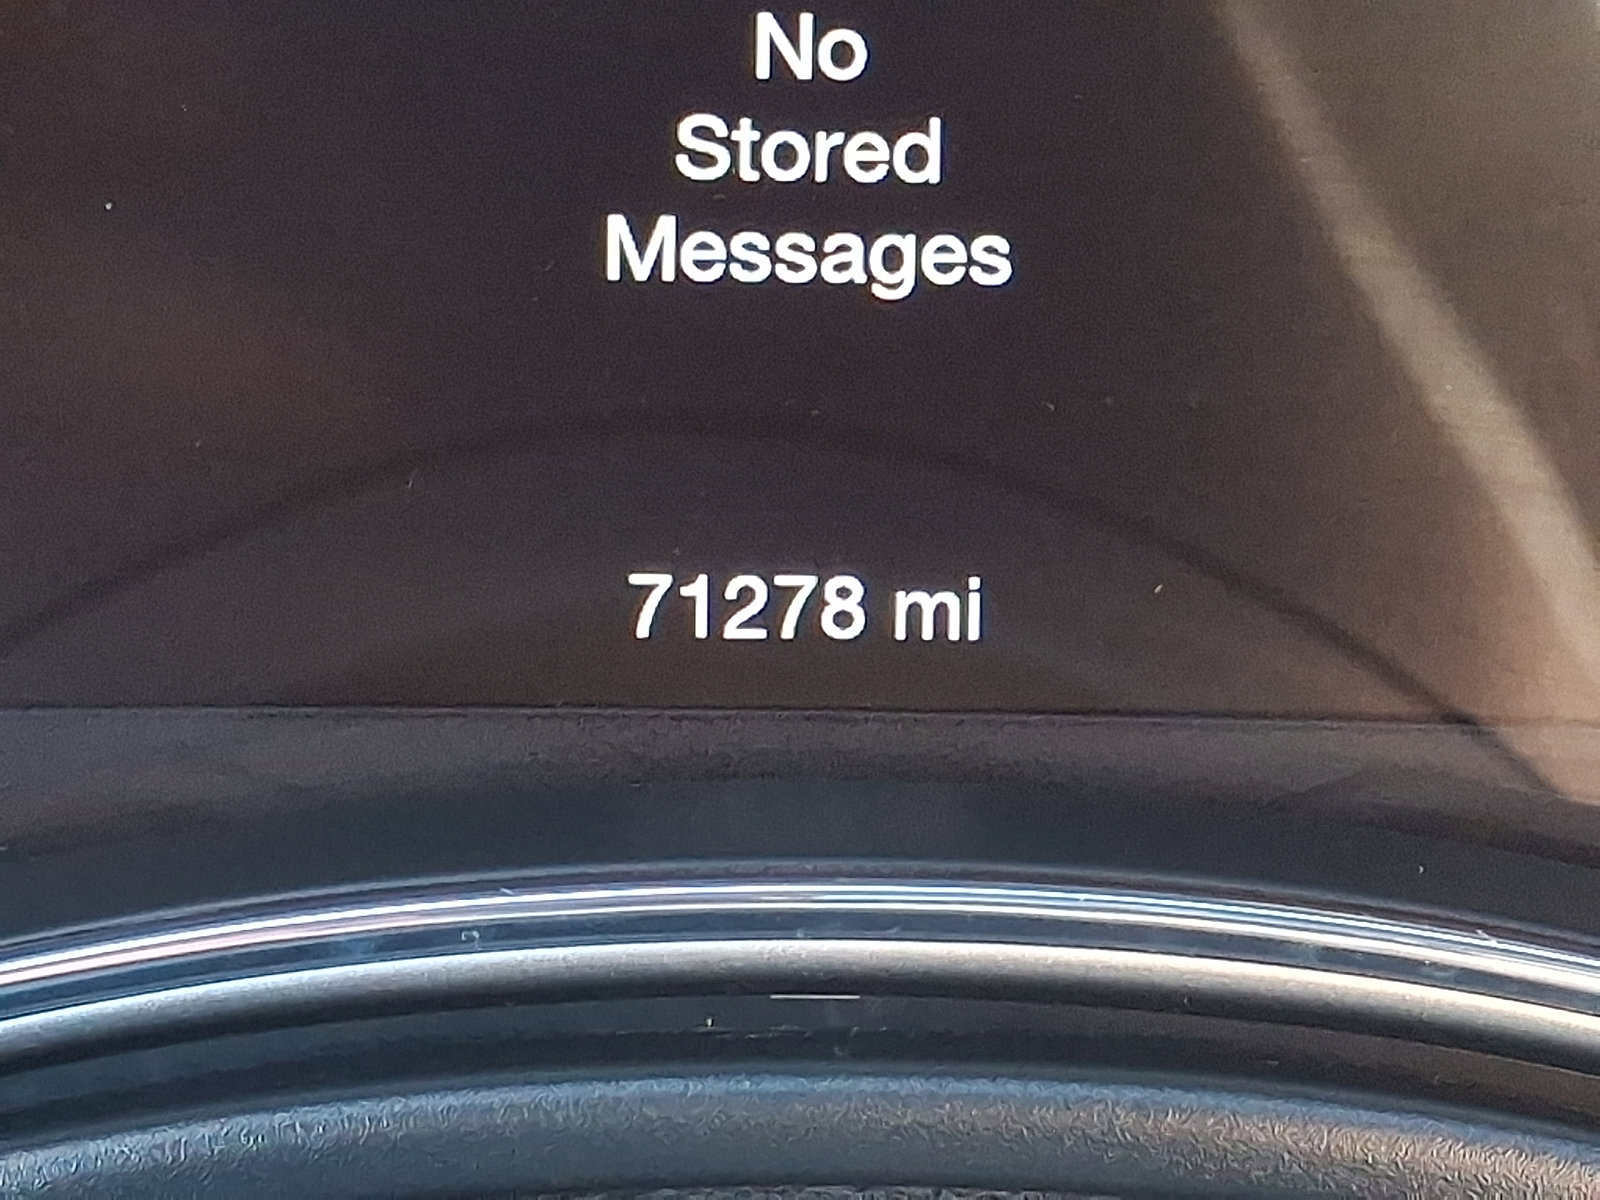 No
Stored
Messages
71278 mi